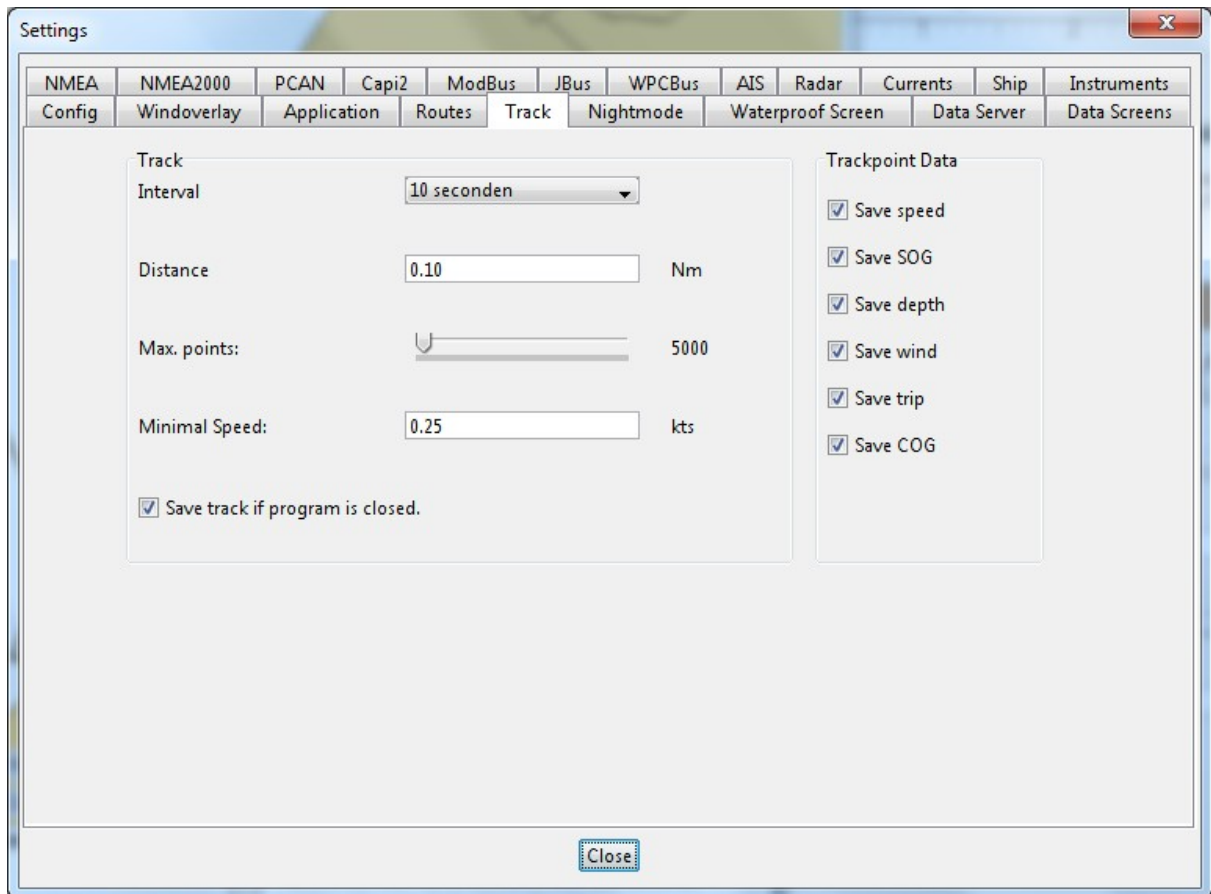 Settings
NMEA NMEA2000 PCAN Capi2 ModBus JBus WPCBus AIS Radar Currents Ship Instruments
Config Windoverlay Application Routes Track Nightmode Waterproof Screen Data Server Data Screens
Track
Interval 10 seconden
Distance 0.10 Nm
Max. points: 5000
Minimal Speed: 0.25 kts
Save track if program is closed.
Trackpoint Data
Save speed
Save SOG
Save depth
Save wind
Save trip
Save COG
Close